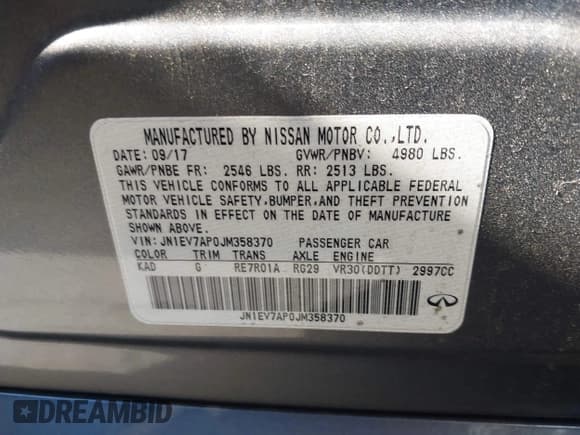 MANUFACTURED BY NISSAN MOTOR CO.,LTD.
DATE: 09/17 GVWR/PNBV: 4980 LBS.
GAWR/PNBE FR: 2546 LBS. RR: 2513 LBS.
THIS VEHICLE CONFORMS TO ALL APPLICABLE FEDERAL
MOTOR VEHICLE SAFETY,BUMPER,AND THEFT PREVENTION
STANDARDS IN EFFECT ON THE DATE OF MANUFACTURE
SHOWN ABOVE.
VIN: JN1EV7AP0JM358370 PASSENGER CAR
COLOR TRIM TRANS AXLE ENGINE
KAD G RE7R01A RG29 VR30(DDTT) 2997CC
JN1EV7AP0JM358370
DREAMBID